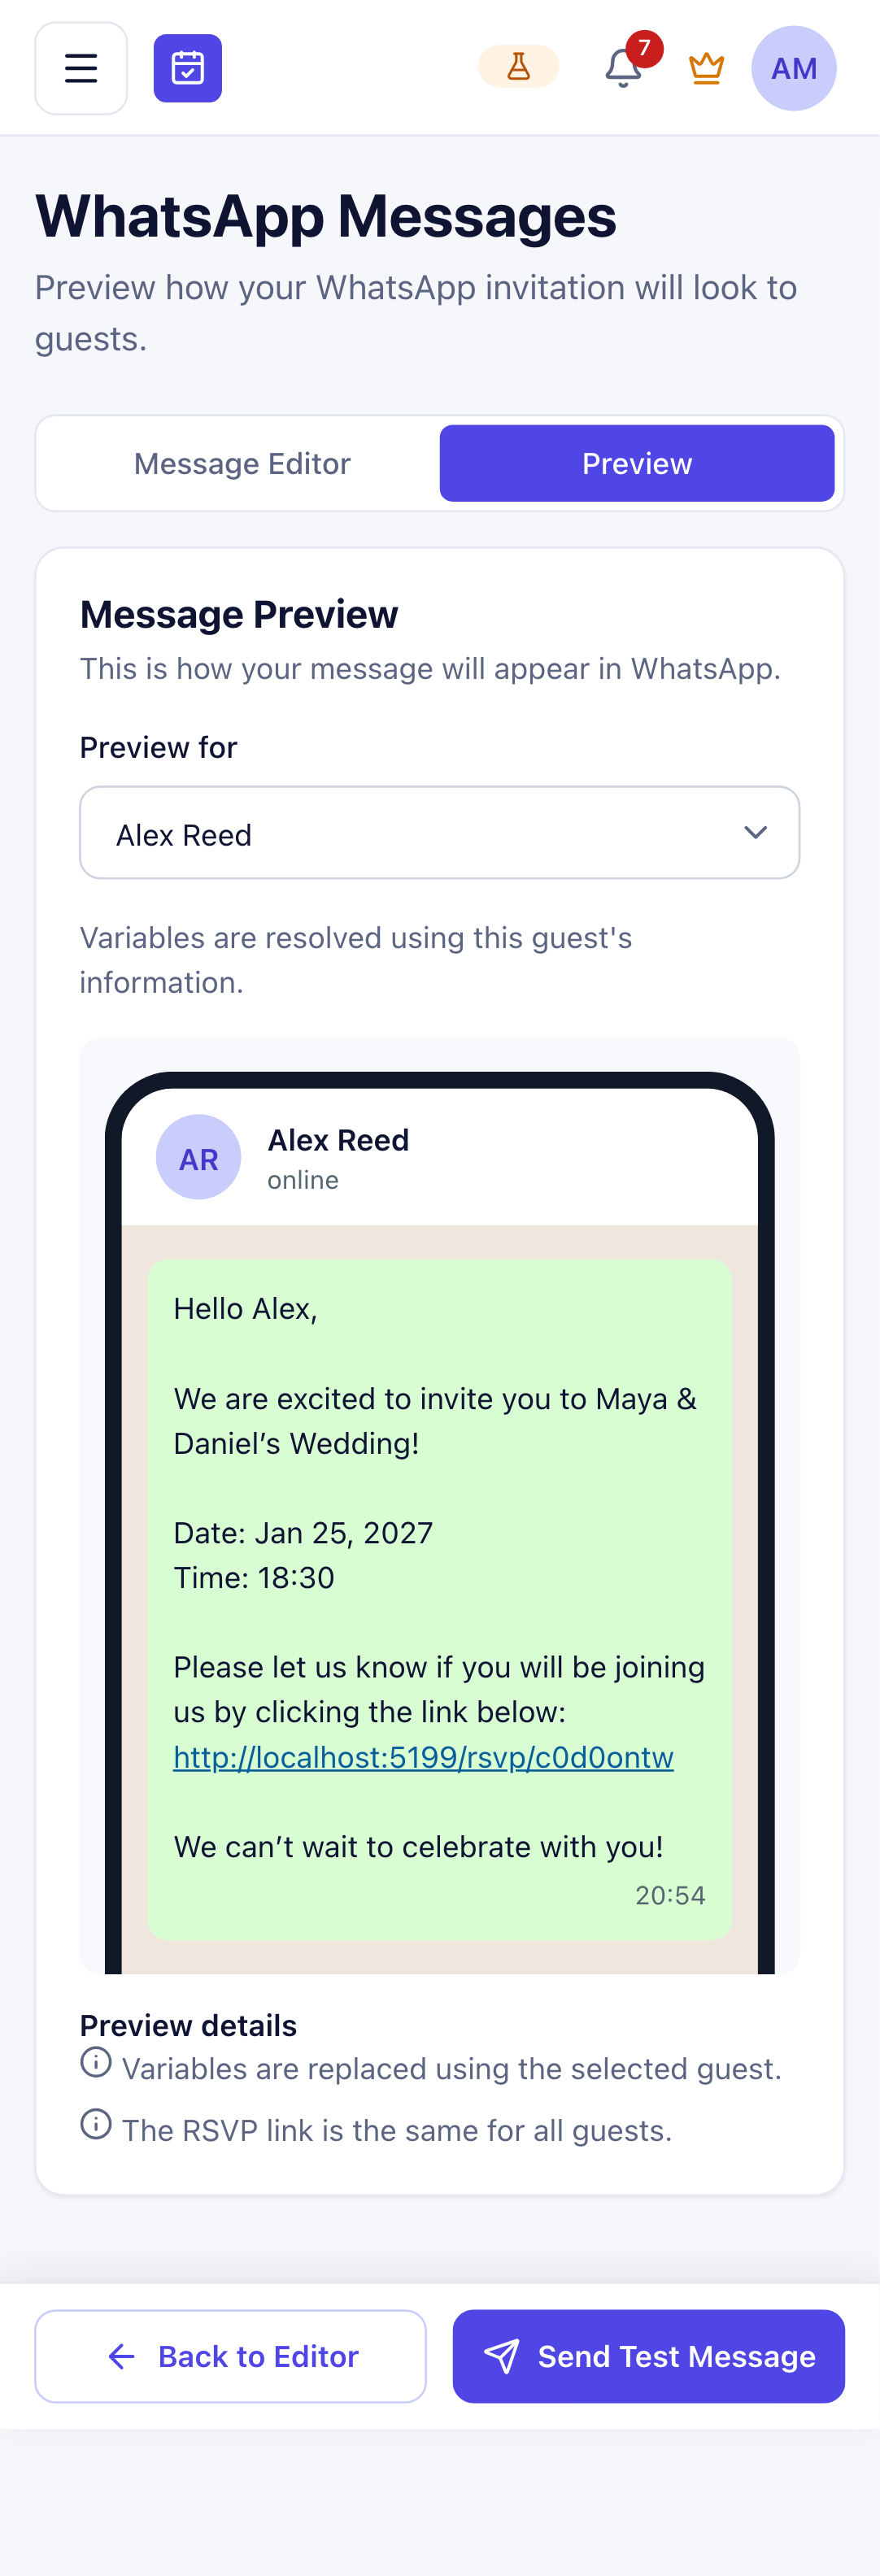 7
AM
WhatsApp Messages
Preview how your WhatsApp invitation will look to
guests.
Message Editor
Preview
Message Preview
This is how your message will appear in WhatsApp.
Preview for
Alex Reed
Variables are resolved using this guest's
information.
AR
Alex Reed
online
Hello Alex,
We are excited to invite you to Maya &
Daniel’s Wedding!
Date: Jan 25, 2027
Time: 18:30
Please let us know if you will be joining
us by clicking the link below:
http://localhost:5199/rsvp/c0d0ontw
We can’t wait to celebrate with you!
20:54
Preview details
Variables are replaced using the selected guest.
The RSVP link is the same for all guests.
Back to Editor
Send Test Message